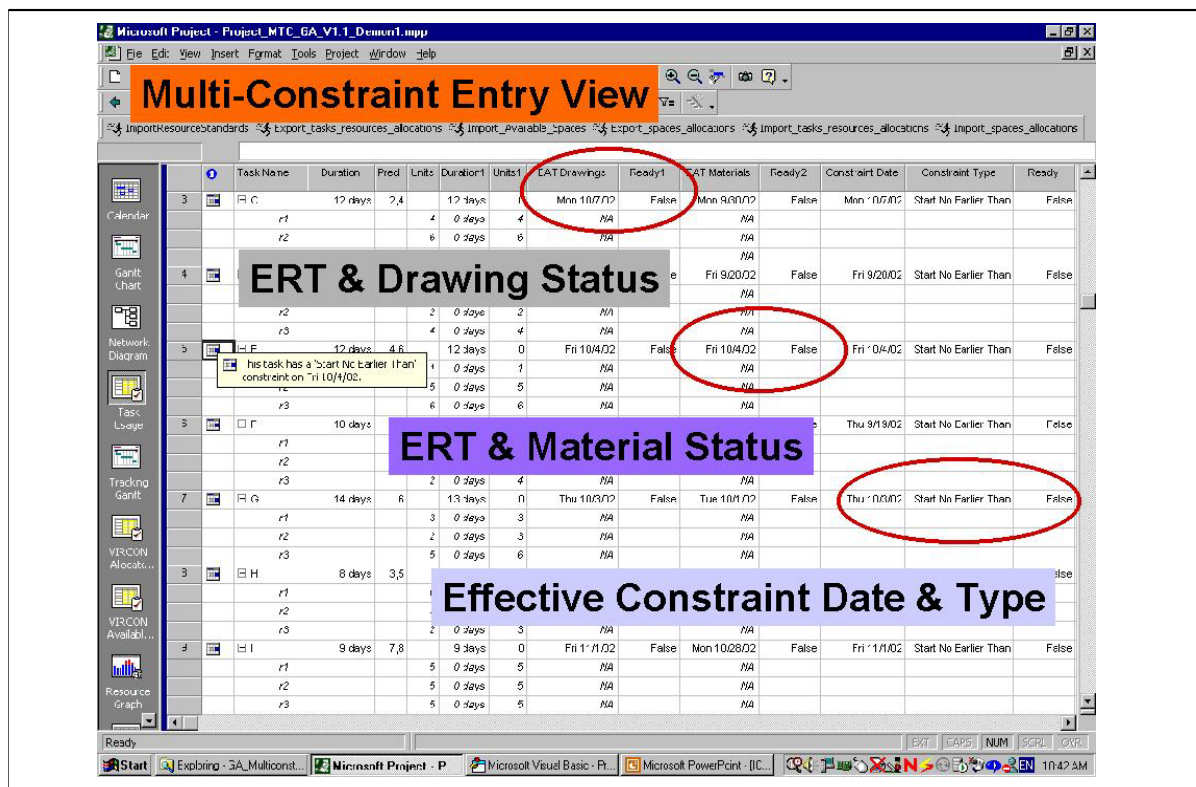 Microsoft Project - Project_MTC_GA_V1.1_Demon1.mpp
File Edit View Insert Format Tools Project Window Help
Multi-Constraint Entry View
ImportResourceStandards Export_tasks_resources_allocations Import_Available_Spaces Export_spaces_allocations Import_tasks_resources_allocations Import_spaces_allocations
Task Name Duration Pred Units Duration1 Units1 EAT Drawings Ready1 EAT Materials Ready2 Constraint Date Constraint Type Ready
3 C 12 days 2,4 12 days Mon 10/7/02 False Mon 9/30/02 False Mon 10/7/02 Start No Earlier Than False
r1 4 0 days 4 NA NA
r2 6 0 days 6 NA NA
NA
4 Fri 9/20/02 False Fri 9/20/02 Start No Earlier Than False
NA
ERT & Drawing Status
r2 2 0 days 2 NA NA
r3 4 0 days 4 NA NA
5 E 12 days 4,6 12 days 0 Fri 10/4/02 False Fri 10/4/02 False Fri 10/4/02 Start No Earlier Than False
This task has a 'Start No Earlier Than'
constraint on Fri 10/4/02.
1 NA NA
r2 5 0 days 5 NA NA
r3 6 0 days 6 NA NA
F 10 days Thu 9/19/02 Start No Earlier Than False
r1
ERT & Material Status
r2
r3 2 0 days 4 NA NA
7 G 14 days 6 13 days 0 Thu 10/3/02 False Tue 10/1/02 False Thu 10/3/02 Start No Earlier Than False
r1 3 0 days 3 NA NA
r2 2 0 days 3 NA NA
r3 5 0 days 6 NA NA
H 8 days 3,5
r1
Effective Constraint Date & Type
r2
r3 2 0 days 3 NA NA
9 I 9 days 7,8 9 days 0 Fri 11/1/02 False Mon 10/28/02 False Fri 11/1/02 Start No Earlier Than False
r1 5 0 days 5 NA NA
r2 5 0 days 5 NA NA
r3 5 0 days 5 NA NA
Calendar
Gantt
Chart
Network
Diagram
Task
Usage
Tracking
Gantt
VIRCON
Allocato...
VIRCON
Availabl...
Resource
Graph
Ready EXT CAPS NUM SCRL OVR
Start Exploring - GA_Multiconst... Microsoft Project - P Microsoft Visual Basic - Pr... Microsoft PowerPoint - [IC... EN 10:42 AM